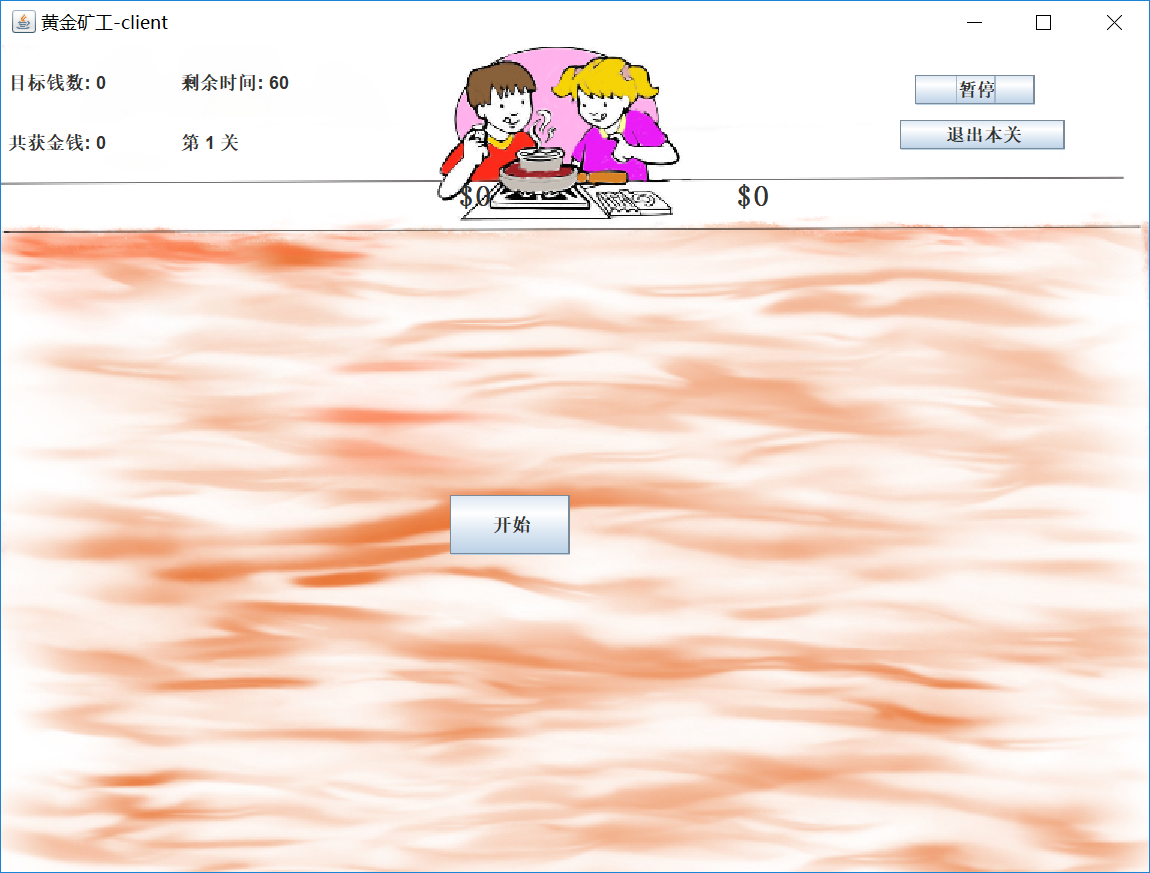 黄金矿工-client
目标钱数: 0
剩余时间: 60
暂停
共获金钱: 0
第 1 关
退出本关
$0
$0
开始